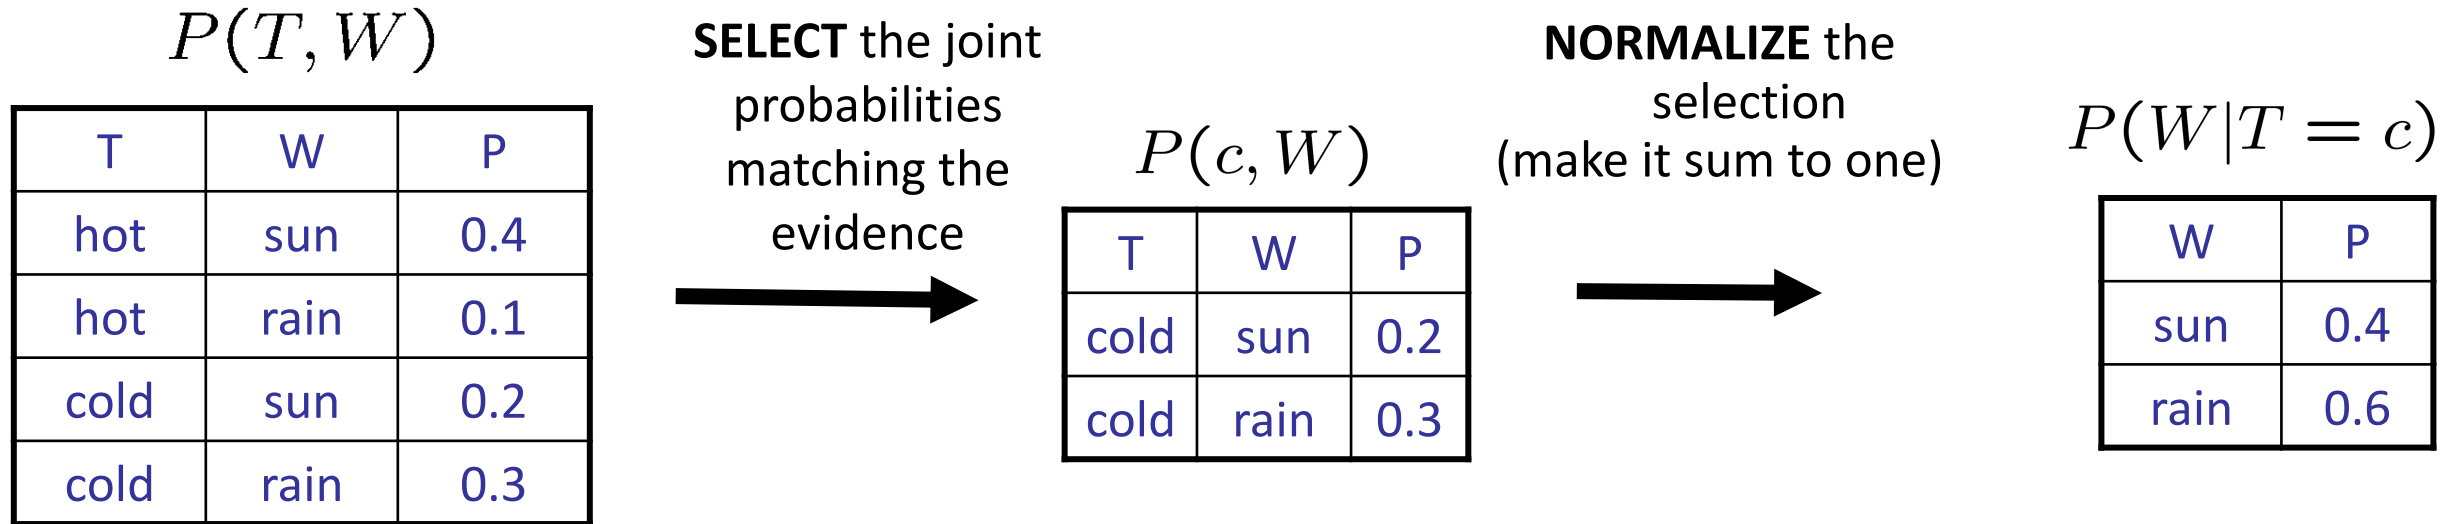 P(T, W)
T W P
hot sun 0.4
hot rain 0.1
cold sun 0.2
cold rain 0.3
SELECT the joint
probabilities
matching the
evidence
P(c, W)
T W P
cold sun 0.2
cold rain 0.3
NORMALIZE the
selection
(make it sum to one)
P(W|T = c)
W P
sun 0.4
rain 0.6